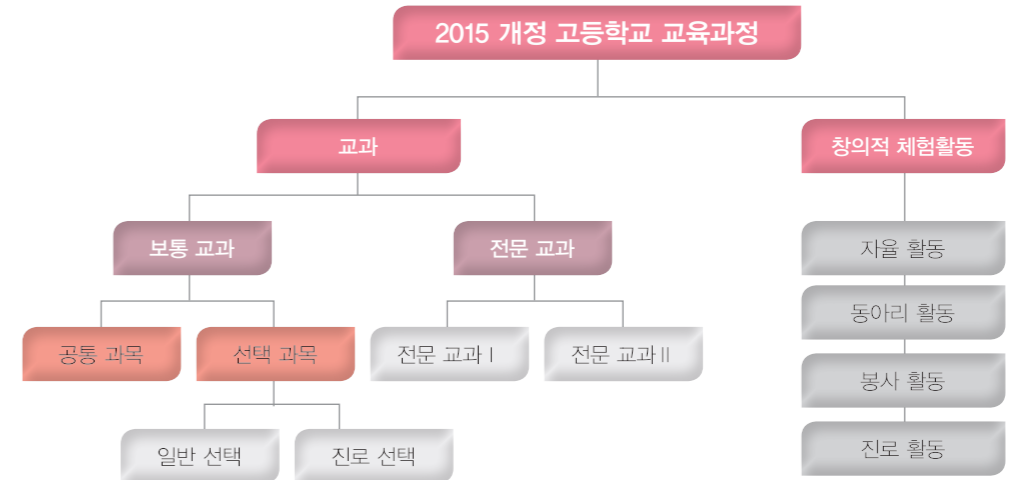 2015 개정 고등학교 교육과정
교과
창의적 체험활동
보통 교과
전문 교과
자율 활동
동아리 활동
공통 과목
선택 과목
전문 교과Ⅰ
전문 교과Ⅱ
봉사 활동
일반 선택
진로 선택
진로 활동